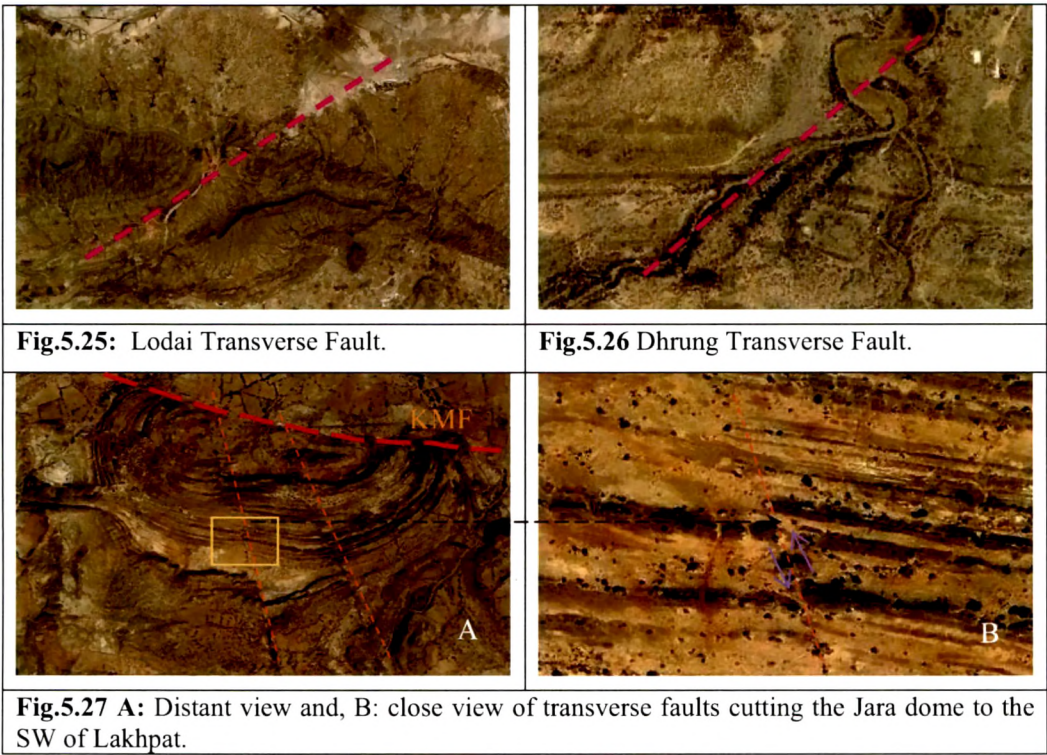 Fig.5.25: Lodai Transverse Fault.
Fig.5.26 Dhrung Transverse Fault.
KMF
A
B
Fig.5.27 A: Distant view and, B: close view of transverse faults cutting the Jara dome to the
SW of Lakhpat.